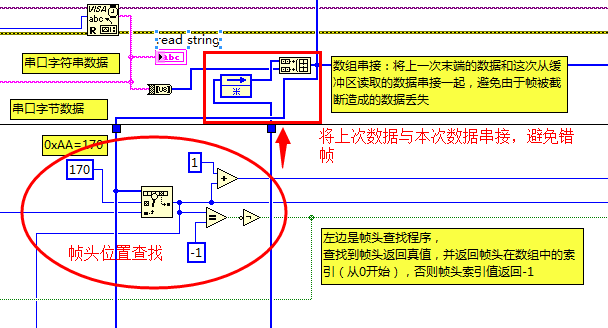 VISA
abc
R
read string
abc
串口字符串数据
[U8]
串口字节数据
数组串接：将上一次末端的数据和这次从缓
冲区读取的数据串接一起，避免由于帧被截
断造成的数据丢失
将上次数据与本次数据串接，避免错
帧
0xAA=170
170
1
帧头位置查找
-1
左边是帧头查找程序，
查找到帧头返回真值，并返回帧头在数组中的索
引（从0开始），否则帧头索引值返回-1